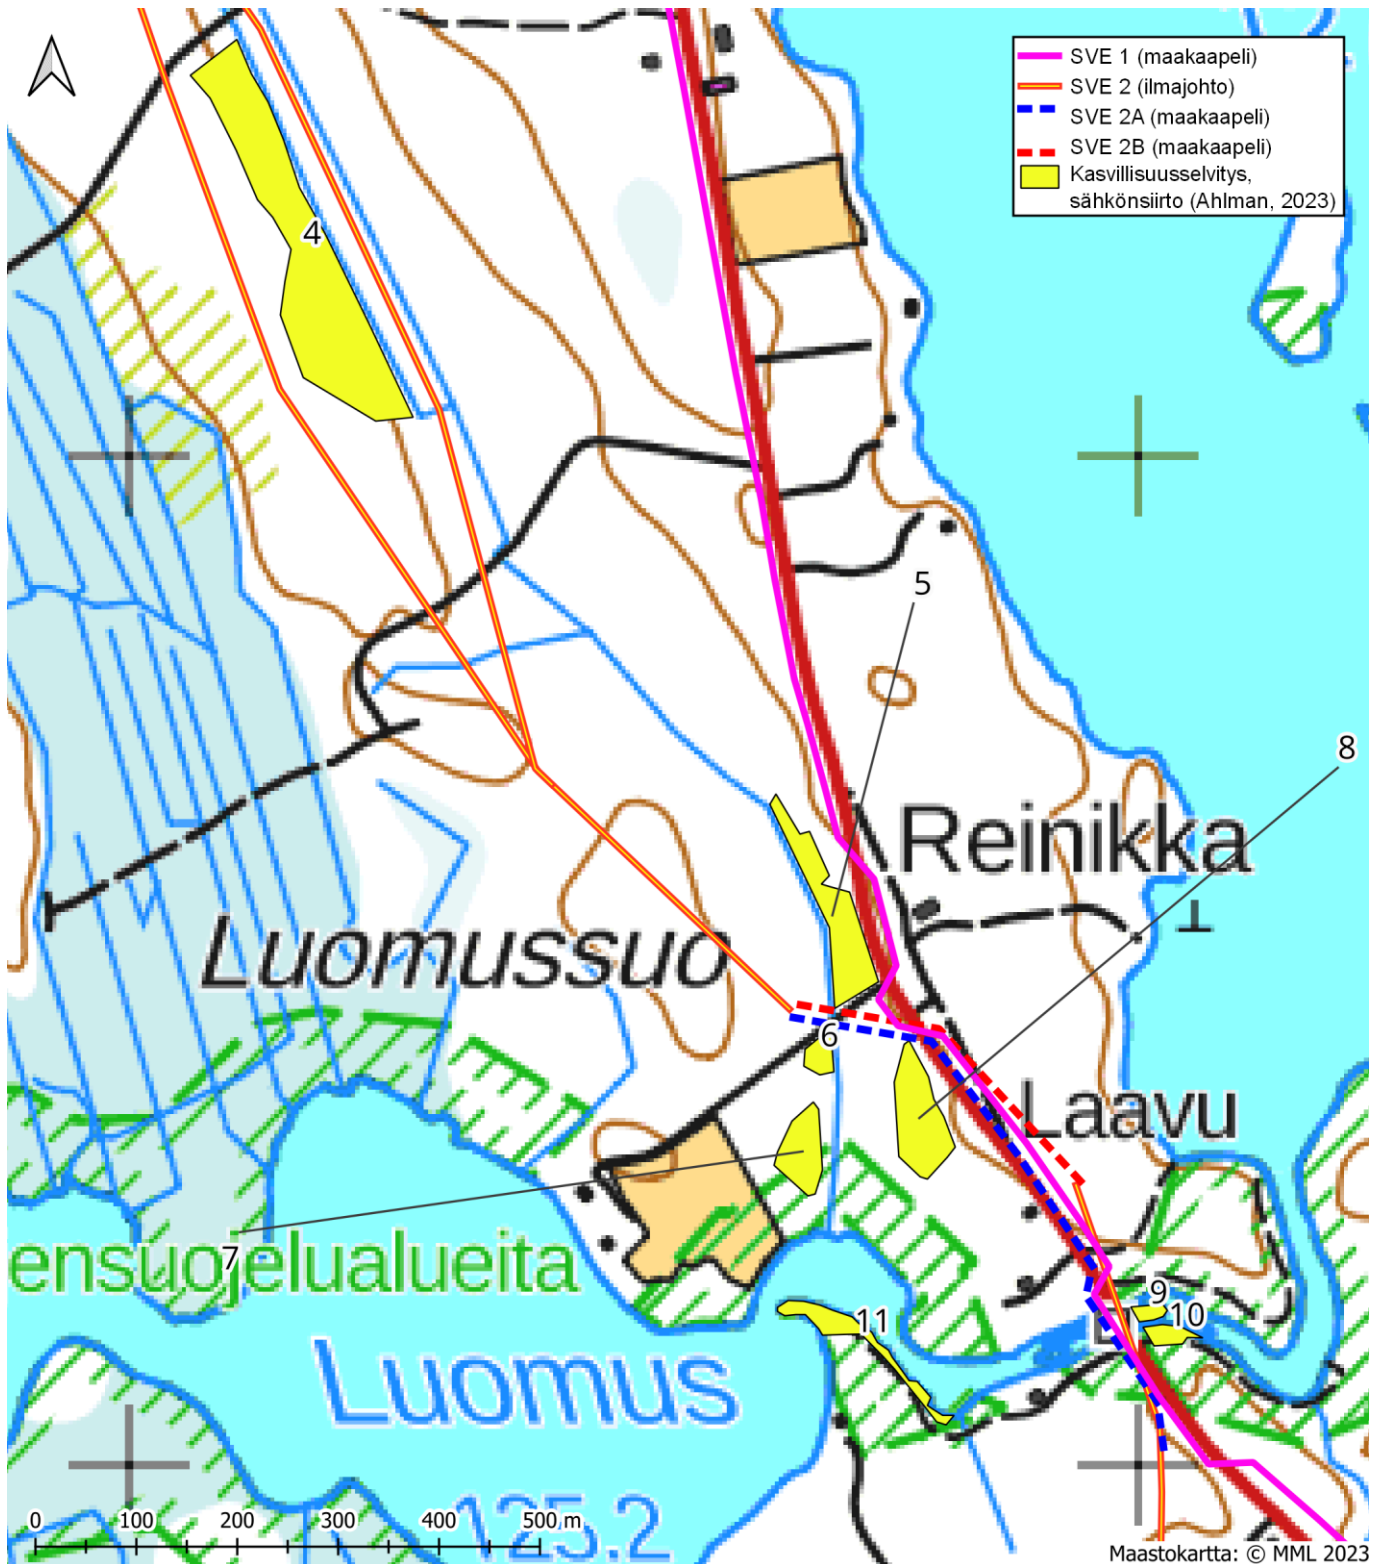 SVE 1 (maakaapeli)
SVE 2 (ilmajohto)
SVE 2A (maakaapeli)
SVE 2B (maakaapeli)
Kasvillisuusselvitys,
sähkönsiirto (Ahlman, 2023)
4
5
8
Reinikka
Luomussuo
6
Laavu
7
ensuojelualueita
9
10
11
Luomus
125.2
0 100 200 300 400 500 m
Maastokartta: © MML 2023